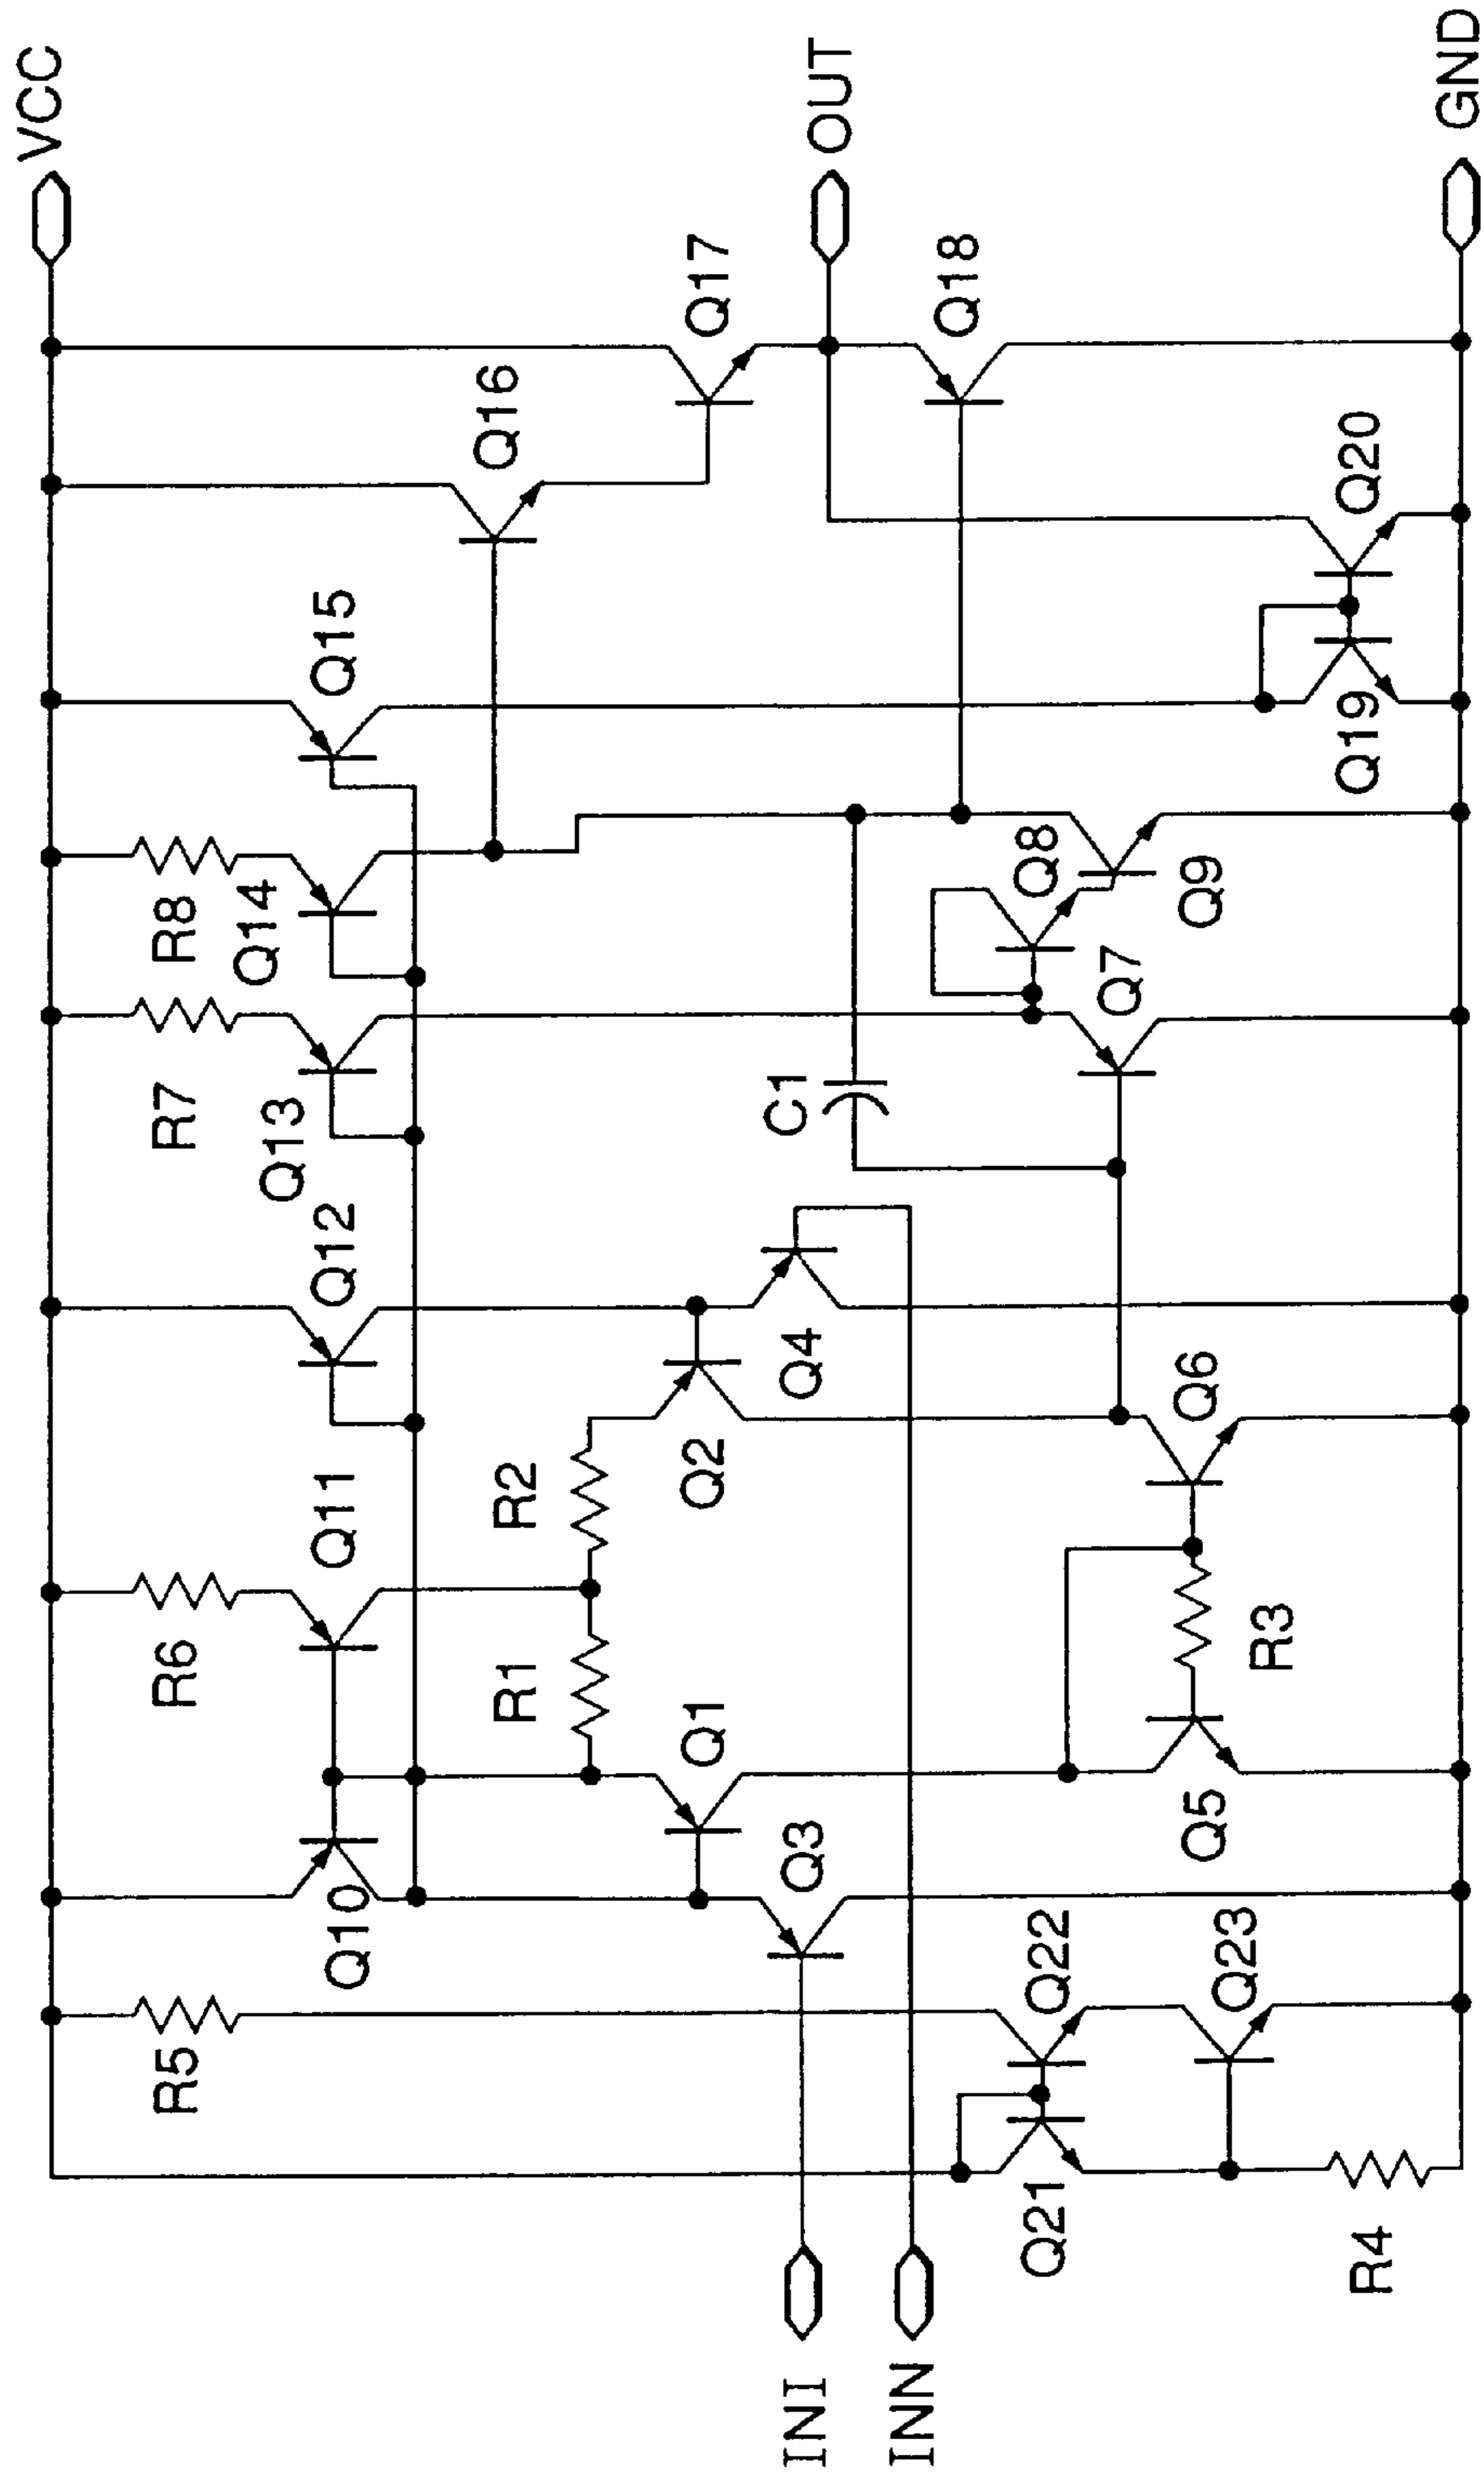 VCC
OUT
GND
Q17
Q18
Q16
Q20
Q15
Q19
R8
Q14
Q8
Q9
Q7
R7
Q13
C1
Q12
Q4
Q6
Q2
R2
Q11
R6
R1
R3
Q1
Q5
Q3
Q10
Q22
Q23
R5
Q21
R4
INI
INN